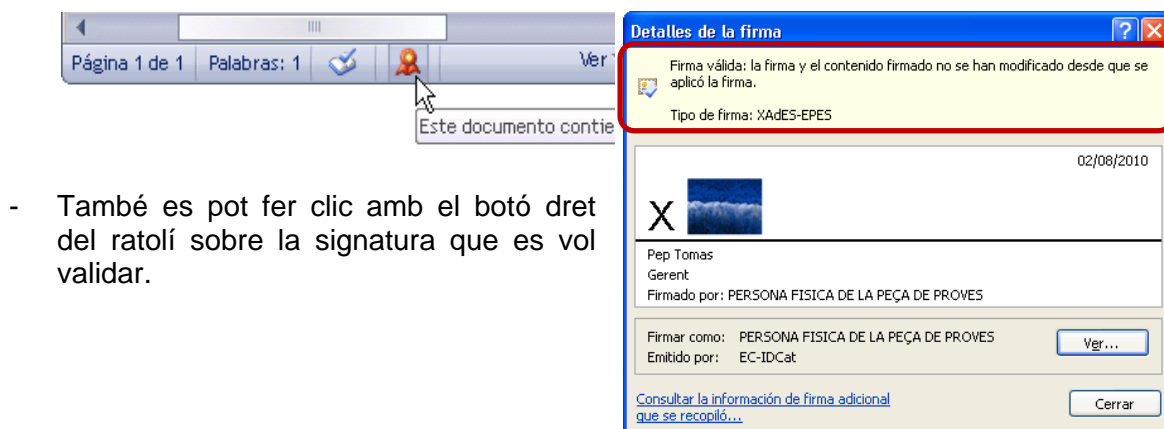 Página 1 de 1 Palabras: 1 Ver
Este documento contie
- També es pot fer clic amb el botó dret
del ratolí sobre la signatura que es vol
validar.
Detalles de la firma
Firma válida: la firma y el contenido firmado no se han modificado desde que se
aplicó la firma.
Tipo de firma: XAdES-EPES
02/08/2010
X
Pep Tomas
Gerent
Firmado por: PERSONA FISICA DE LA PEÇA DE PROVES
Firmar como: PERSONA FISICA DE LA PEÇA DE PROVES
Ver...
Emitido por: EC-IDCat
Consultar la información de firma adicional
que se recopiló...
Cerrar